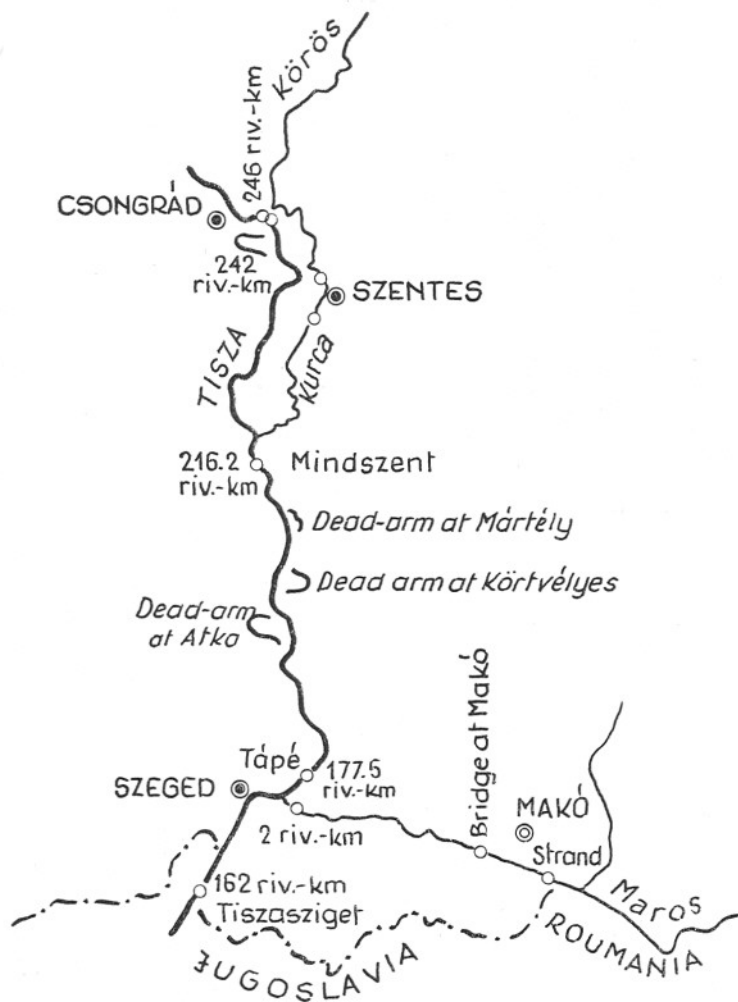 Körös
246 riv.-km
CSONGRÁD
242
riv.-km
SZENTES
TISZA
Kurca
216.2
riv.-km
Mindszent
Dead-arm at Mártély
Dead arm at Körtvélyes
Dead-arm
at Atka
Bridge at Makó
Tápé
177.5
riv.-km
SZEGED
MAKÓ
2 riv.-km
Strand
Maros
162 riv.-km
Tiszasziget
ROUMANIA
JUGOSLÁVIA